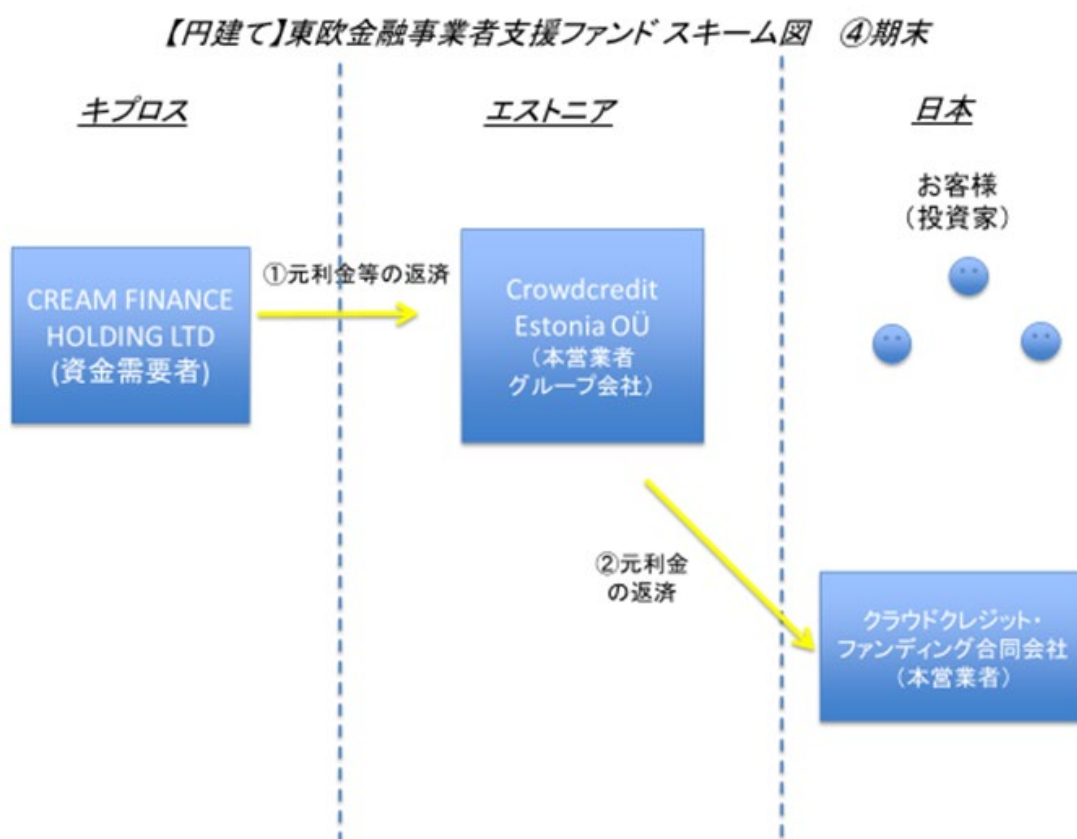 【円建て】東欧金融事業者支援ファンド スキーム図　④期末
キプロス
エストニア
日本
お客様
（投資家）
CREAM FINANCE
HOLDING LTD
(資金需要者)
①元利金等の返済
Crowdcredit
Estonia OÜ
（本営業者
グループ会社）
②元利金
の返済
クラウドクレジット・
ファンディング合同会社
（本営業者）